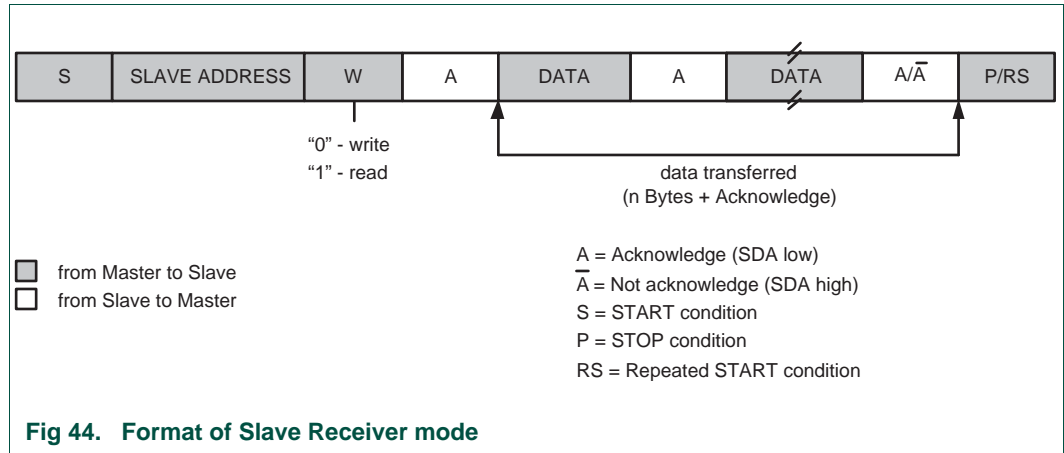 S SLAVE ADDRESS W A DATA A DATA A/A̅ P/RS
“0” - write
“1” - read
data transferred
(n Bytes + Acknowledge)
from Master to Slave
from Slave to Master
A = Acknowledge (SDA low)
A̅ = Not acknowledge (SDA high)
S = START condition
P = STOP condition
RS = Repeated START condition
Fig 44. Format of Slave Receiver mode